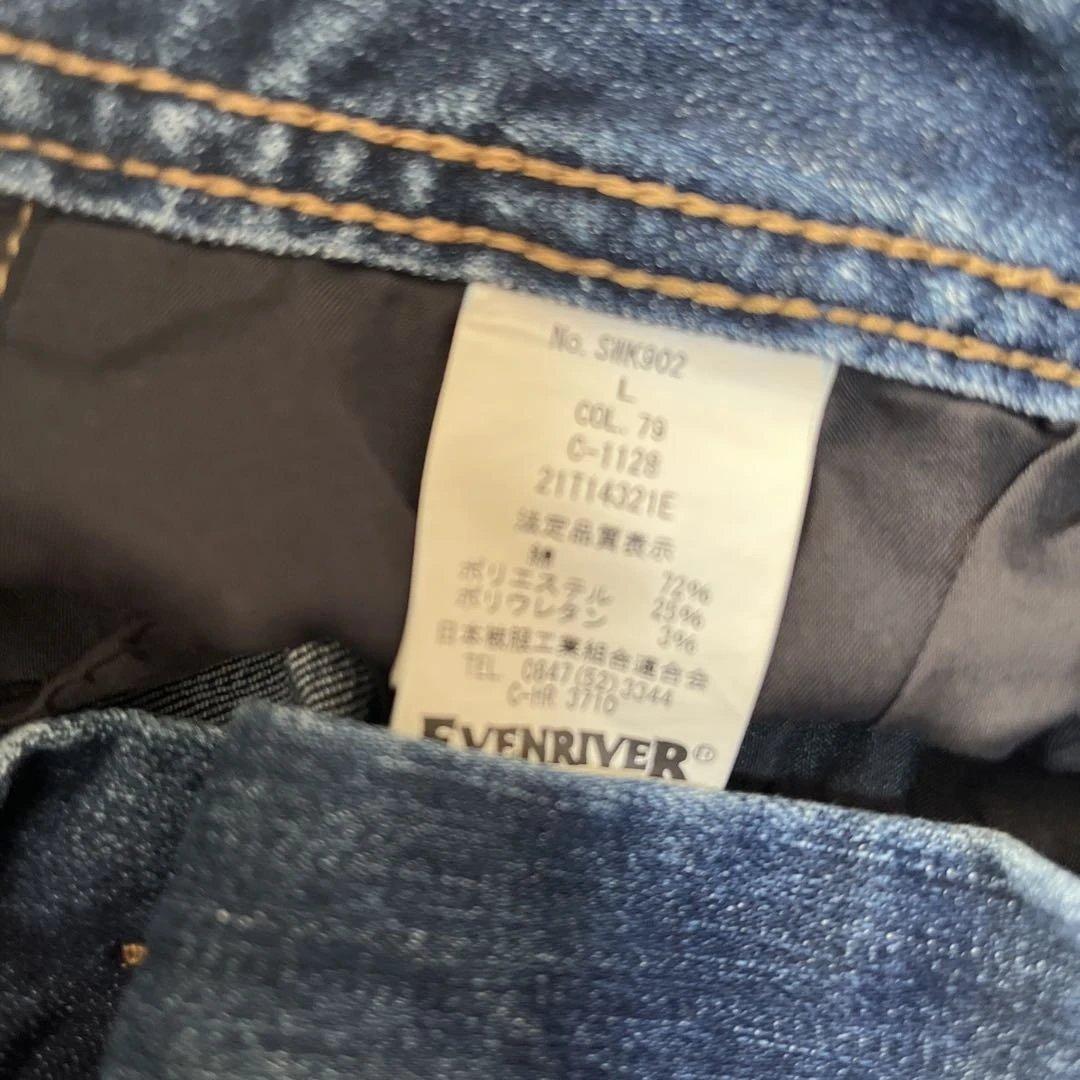 No. SWK902
L
COL. 79
C-1128
21T14321E
法定品質表示
綿 72%
ポリエステル 25%
ポリウレタン 3%
日本被服工業組合連合会
TEL 0847(52)3344
C-HR 3710
EVENRIVER®